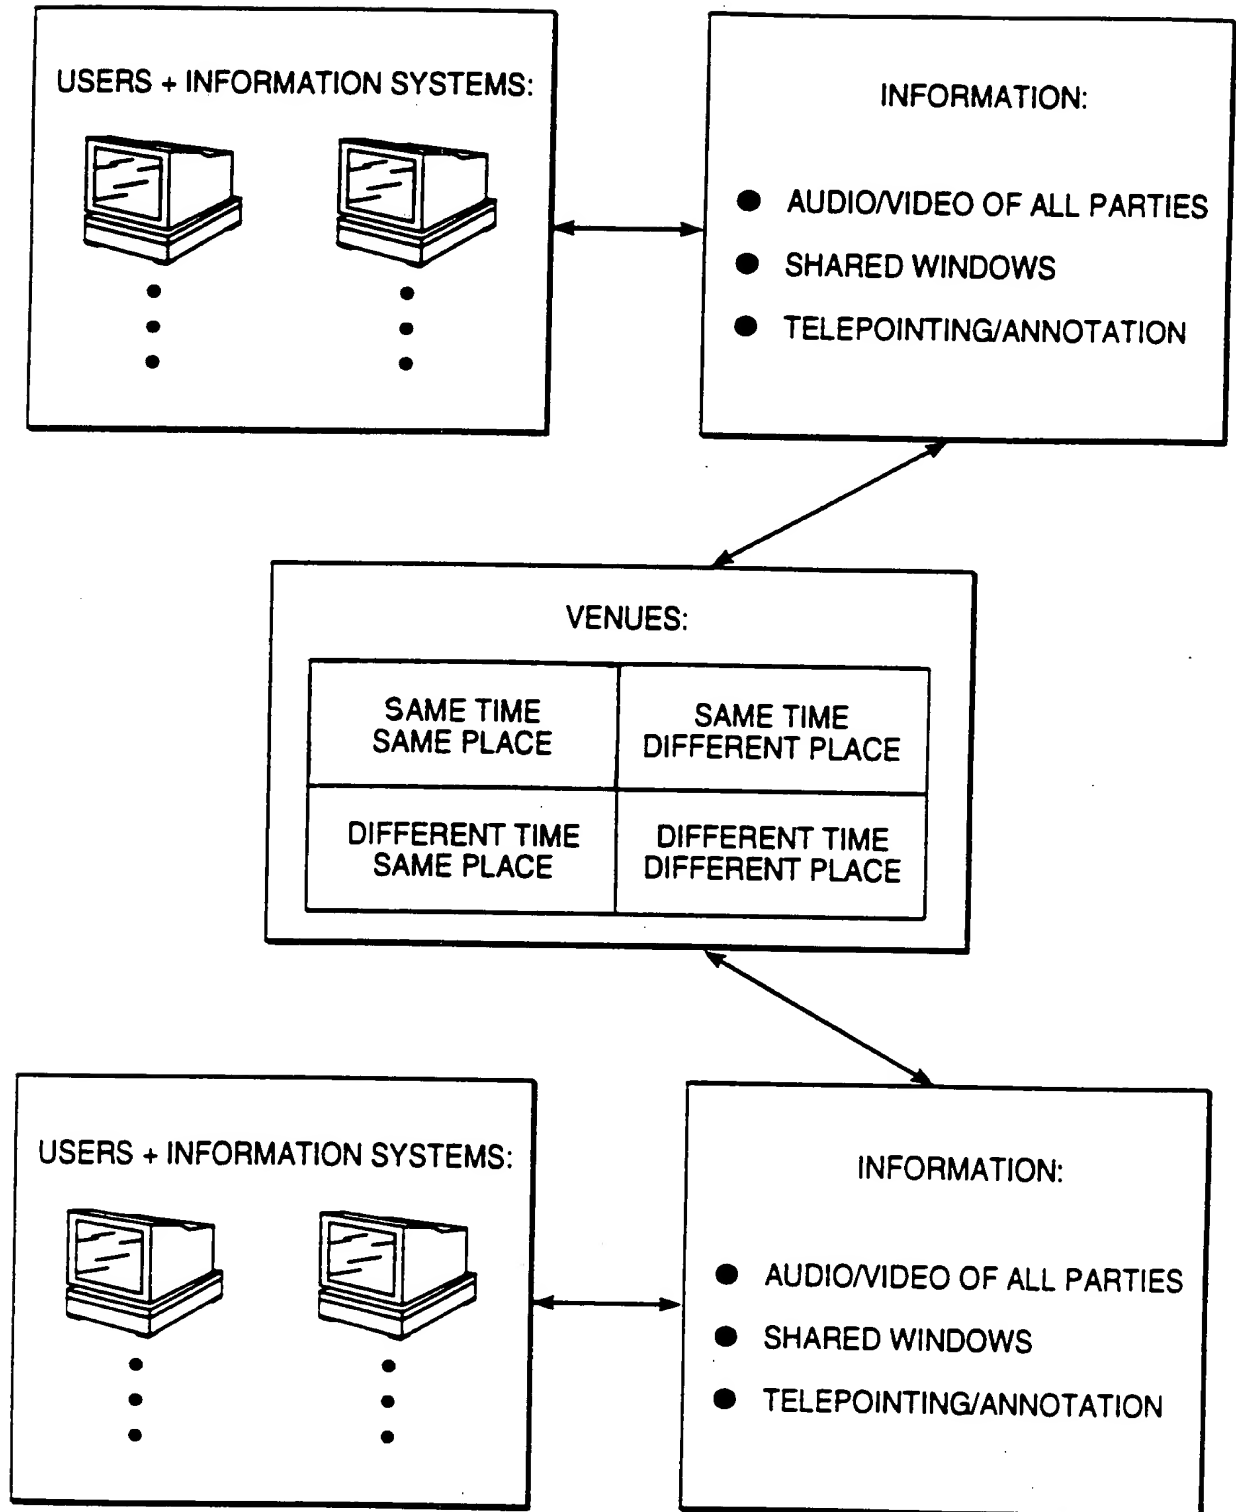 USERS + INFORMATION SYSTEMS:
INFORMATION:
● AUDIO/VIDEO OF ALL PARTIES
● SHARED WINDOWS
● TELEPOINTING/ANNOTATION
VENUES:
SAME TIME
SAME PLACE
SAME TIME
DIFFERENT PLACE
DIFFERENT TIME
SAME PLACE
DIFFERENT TIME
DIFFERENT PLACE
USERS + INFORMATION SYSTEMS:
INFORMATION:
● AUDIO/VIDEO OF ALL PARTIES
● SHARED WINDOWS
● TELEPOINTING/ANNOTATION